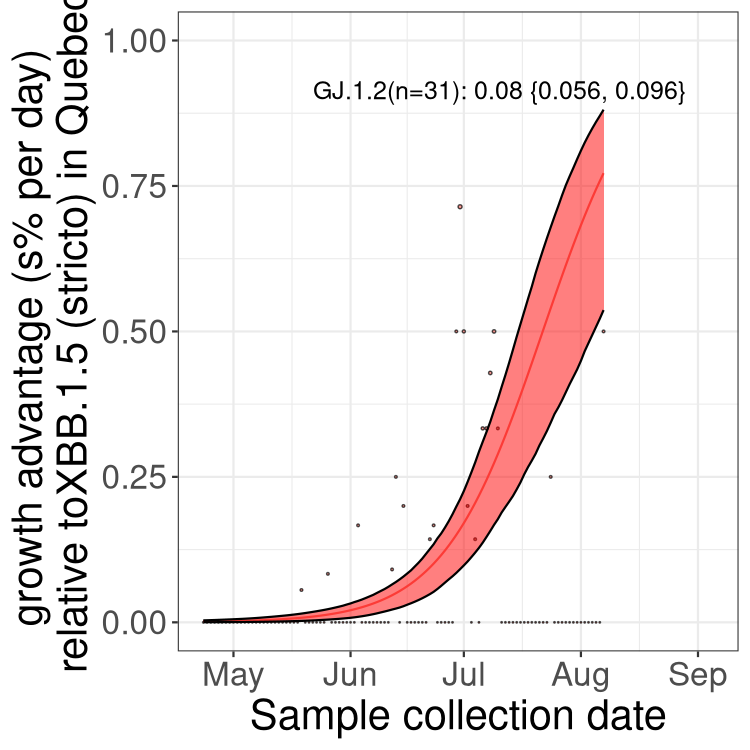 growth advantage (s% per day)
relative toXBB.1.5 (stricto) in Quebec
1.00
0.75
0.50
0.25
0.00
GJ.1.2(n=31): 0.08 {0.056, 0.096}
May Jun Jul Aug Sep
Sample collection date